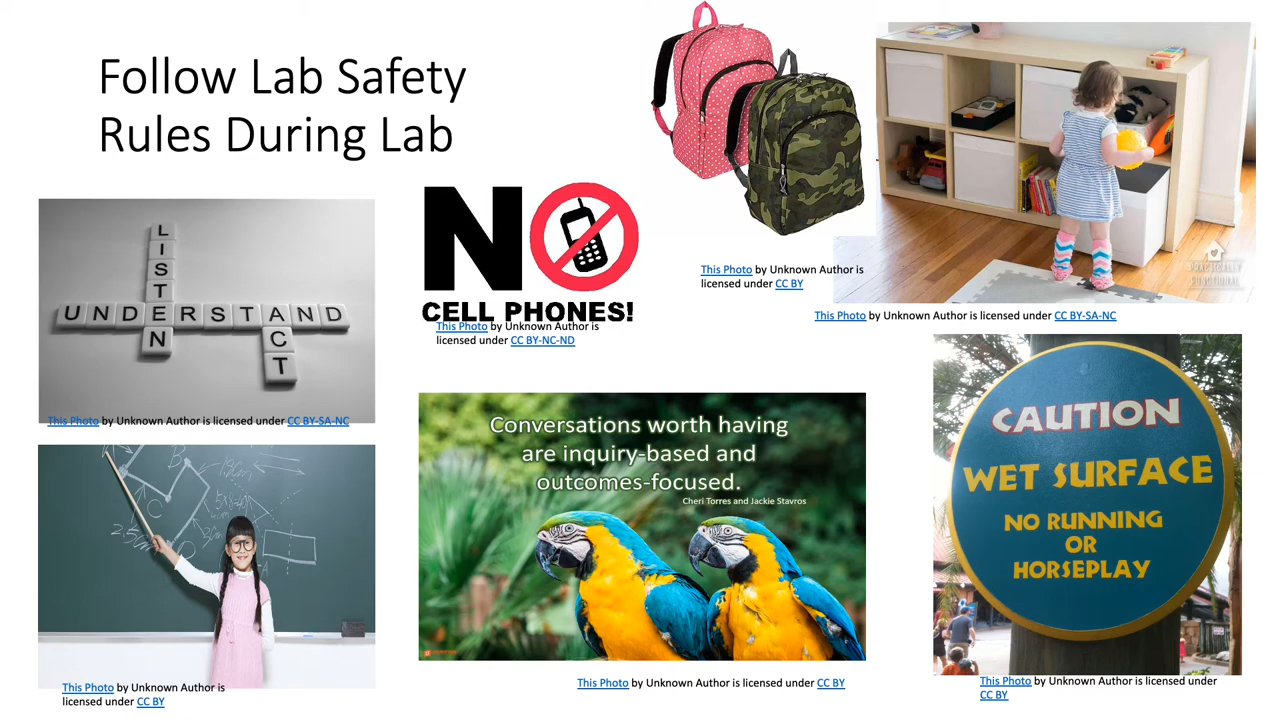 Follow Lab Safety
Rules During Lab
LISTEN
UNDERSTAND
ACT
This Photo by Unknown Author is licensed under CC BY-SA-NC
NO
CELL PHONES!
This Photo by Unknown Author is
licensed under CC BY-NC-ND
This Photo by Unknown Author is
licensed under CC BY
PRACTICALLY
FUNCTIONAL
This Photo by Unknown Author is licensed under CC BY-SA-NC
B
C
This Photo by Unknown Author is
licensed under CC BY
Conversations worth having
are inquiry-based and
outcomes-focused.
Cheri Torres and Jackie Stavros
This Photo by Unknown Author is licensed under CC BY
CAUTION
WET SURFACE
NO RUNNING
OR
HORSEPLAY
This Photo by Unknown Author is licensed under
CC BY